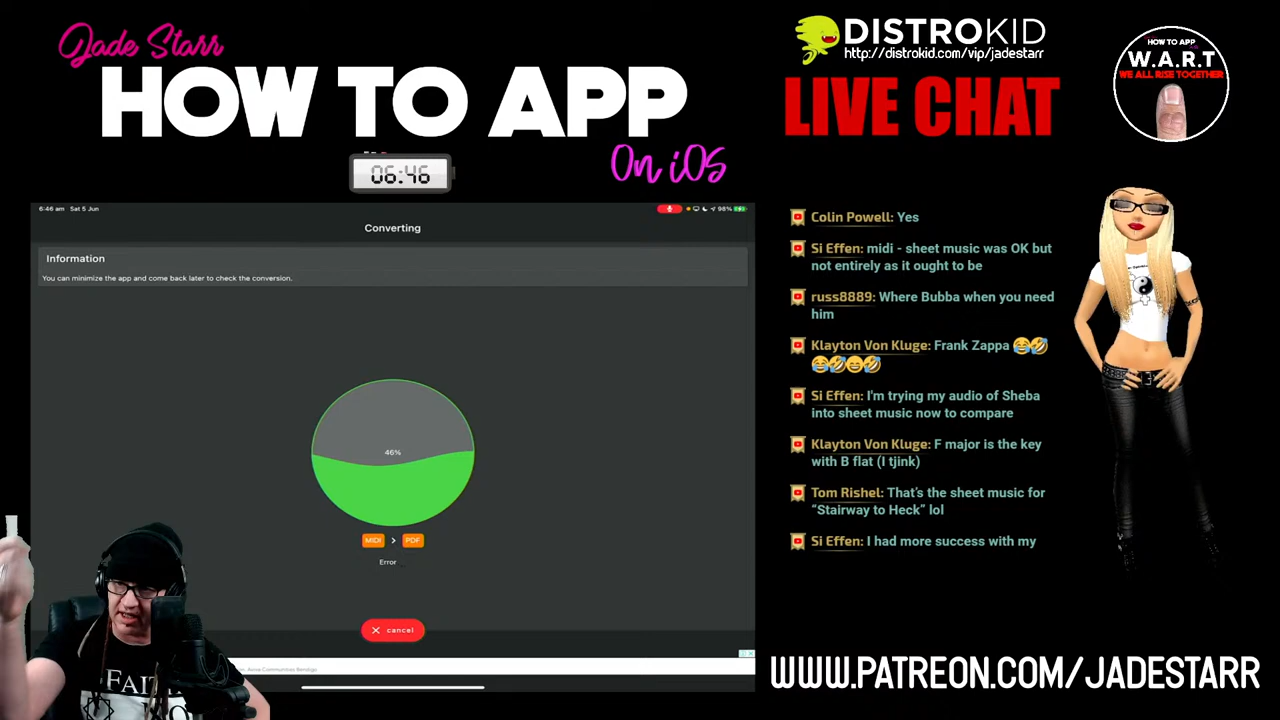 Jade Starr
HOW TO APP
On iOS
06:46
DISTROKID
http://distrokid.com/vip/jadestarr
LIVE CHAT
HOW TO APP
W.A.R.T
WE ALL RISE TOGETHER
6:46 am Sat 5 Jun
98%
Converting
Information
You can minimize the app and come back later to check the conversion.
46%
MIDI > PDF
Error
cancel
Colin Powell: Yes
Si Effen: midi - sheet music was OK but
not entirely as it ought to be
russ8889: Where Bubba when you need
him
Klayton Von Kluge: Frank Zappa 😂🤣
😂🤣😄🤣
Si Effen: I'm trying my audio of Sheba
into sheet music now to compare
Klayton Von Kluge: F major is the key
with B flat (I tjink)
Tom Rishel: That's the sheet music for
"Stairway to Heck" lol
Si Effen: I had more success with my
WWW.PATREON.COM/JADESTARR